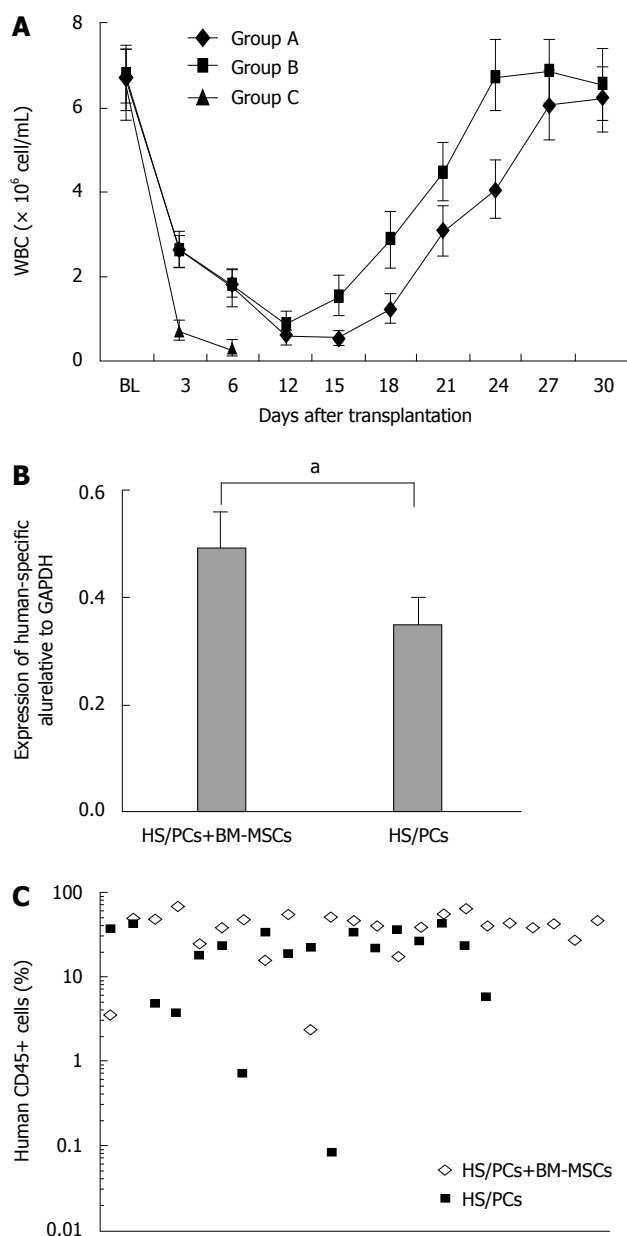 A
8
6
4
2
0
WBC (× 10⁶ cell/mL)
Group A
Group B
Group C
BL 3 6 12 15 18 21 24 27 30
Days after transplantation
B
a
0.6
0.4
0.2
0.0
Expression of human-specific
alurelative to GAPDH
HS/PCs+BM-MSCs HS/PCs
C
100
10
1
0.1
0.01
Human CD45+ cells (%)
HS/PCs+BM-MSCs
HS/PCs